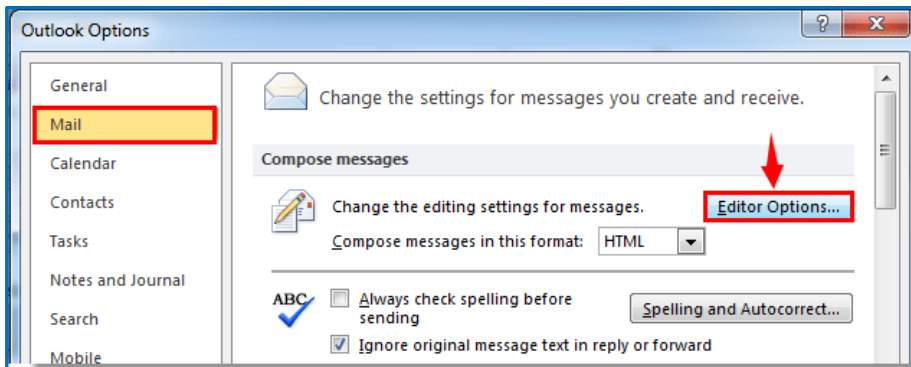 Outlook Options
?
X
General
Mail
Calendar
Contacts
Tasks
Notes and Journal
Search
Mobile
Change the settings for messages you create and receive.
Compose messages
Change the editing settings for messages.
Editor Options...
Compose messages in this format:
HTML
ABC
Always check spelling before
sending
Spelling and Autocorrect...
Ignore original message text in reply or forward